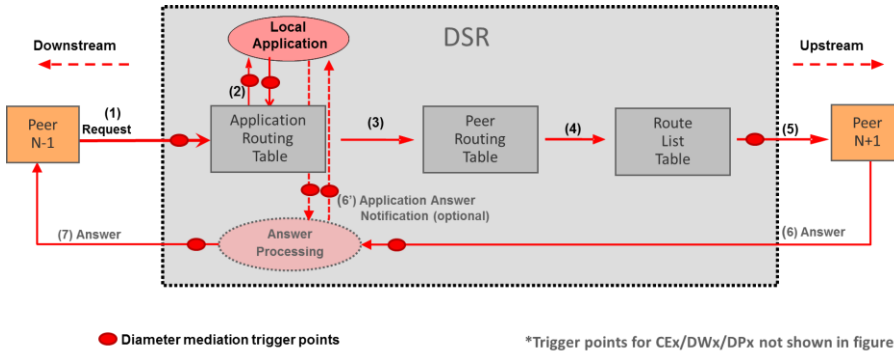 Local
Application
DSR
Downstream
Upstream
(1)
Request
(2)
Peer
N-1
Application
Routing
Table
(3)
Peer
Routing
Table
(4)
Route
List
Table
(5)
Peer
N+1
(6') Application Answer
Notification (optional)
(7) Answer
Answer
Processing
(6) Answer
Diameter mediation trigger points
*Trigger points for CEx/DWx/DPx not shown in figure